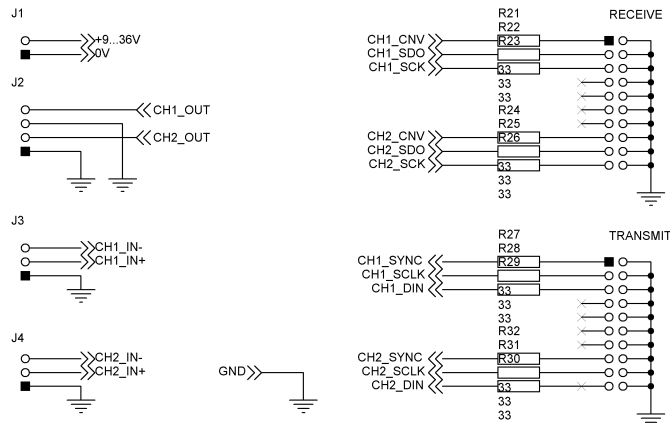 J1
+9...36V
0V
J2
CH1_OUT
CH2_OUT
J3
CH1_IN-
CH1_IN+
J4
CH2_IN-
CH2_IN+
GND
RECEIVE
R21
R22
CH1_CNV R23
CH1_SDO
CH1_SCK 33
33
33
R24
R25
CH2_CNV R26
CH2_SDO
CH2_SCK 33
33
33
TRANSMIT
R27
R28
CH1_SYNC R29
CH1_SCLK
CH1_DIN 33
33
33
R32
R31
CH2_SYNC R30
CH2_SCLK
CH2_DIN 33
33
33